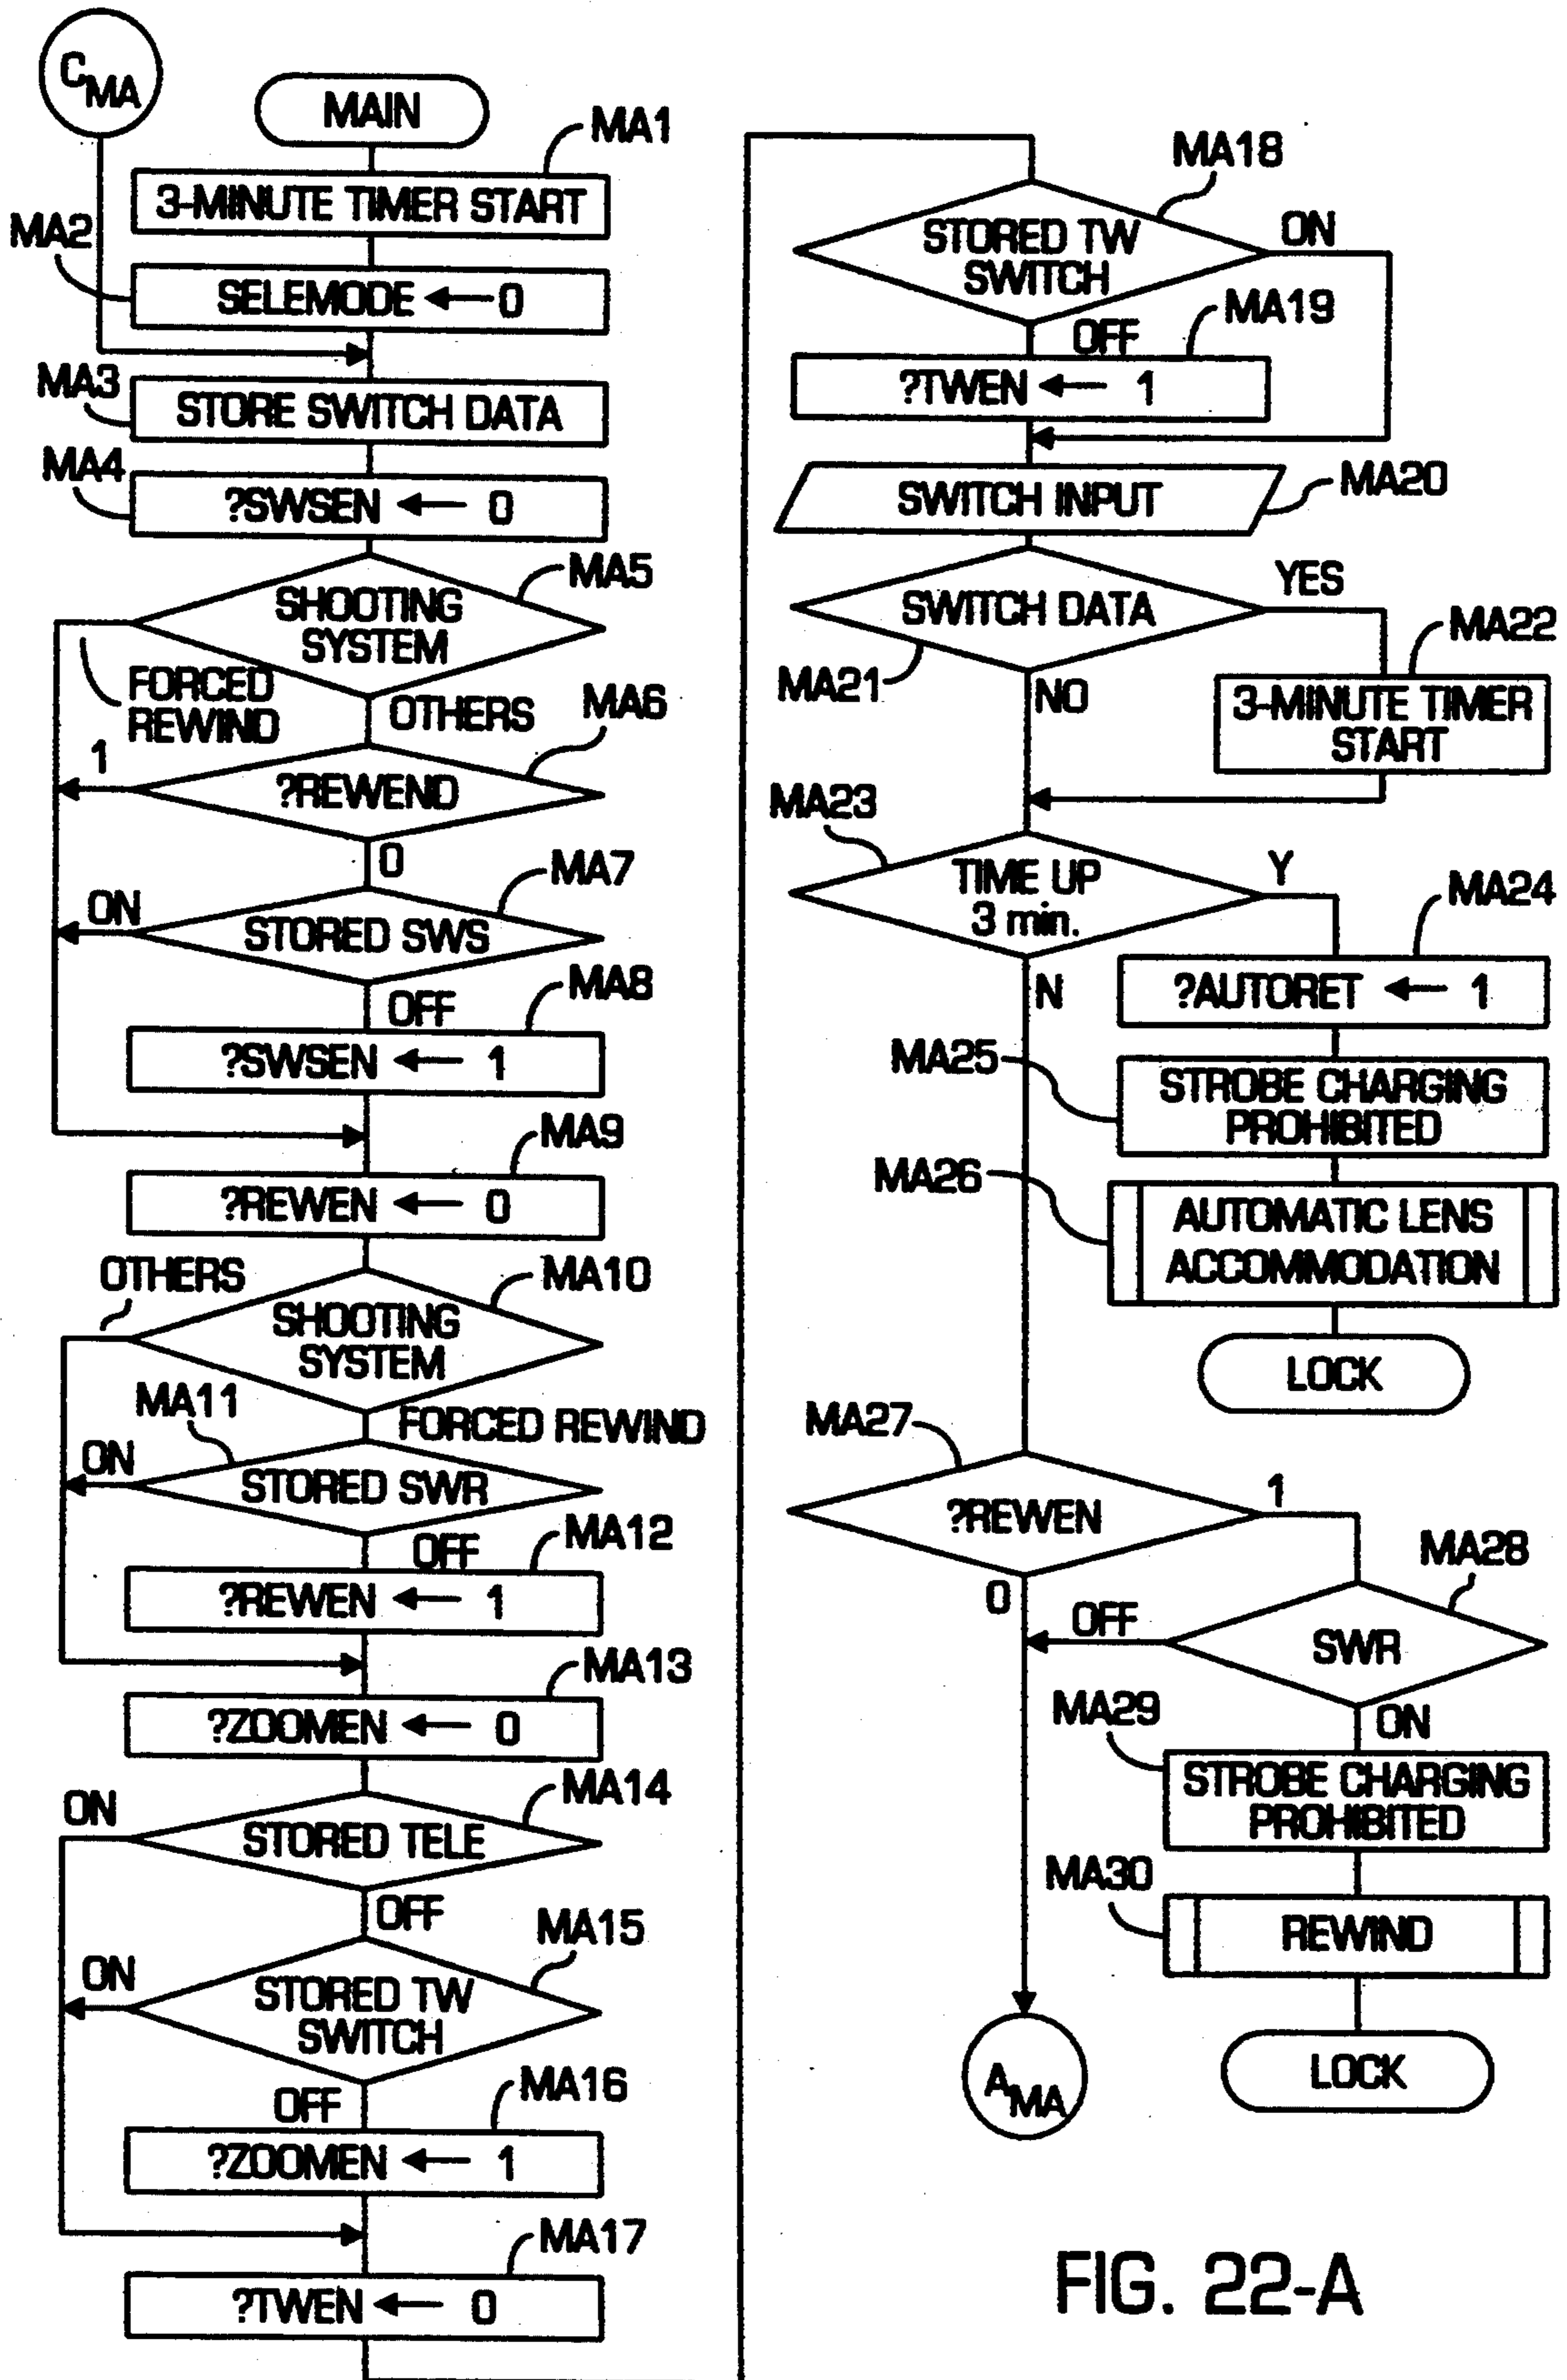 C MA
MAIN
MA1
3-MINUTE TIMER START
MA2
SELEMODE ← 0
MA3
STORE SWITCH DATA
MA4
?SWSEN ← 0
MA5
SHOOTING
SYSTEM
FORCED
REWIND
OTHERS
MA6
1
?REWEND
0
MA7
ON
STORED SWS
OFF
MA8
?SWSEN ← 1
MA9
?REWEN ← 0
OTHERS
MA10
SHOOTING
SYSTEM
MA11
FORCED REWIND
ON
STORED SWR
OFF
MA12
?REWEN ← 1
MA13
?ZOOMEN ← 0
MA14
ON
STORED TELE
OFF
MA15
ON
STORED TW
SWITCH
OFF
MA16
?ZOOMEN ← 1
MA17
?TWEN ← 0
MA18
STORED TW
SWITCH
ON
OFF
MA19
?TWEN ← 1
SWITCH INPUT
MA20
SWITCH DATA
YES
MA21
NO
MA22
3-MINUTE TIMER
START
MA23
TIME UP
3 min.
Y
N
MA24
?AUTORET ← 1
MA25
STROBE CHARGING
PROHIBITED
MA26
AUTOMATIC LENS
ACCOMMODATION
LOCK
MA27
?REWEN
1
0
MA28
OFF
SWR
ON
MA29
STROBE CHARGING
PROHIBITED
MA30
REWIND
A MA
LOCK
FIG. 22-A